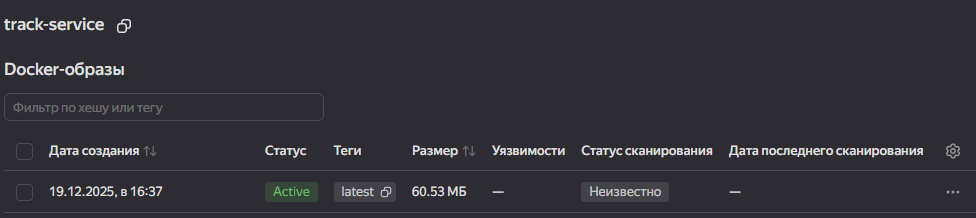 track-service
Docker-образы
Фильтр по хешу или тегу
Дата создания Статус Теги Размер Уязвимости Статус сканирования Дата последнего сканирования
19.12.2025, в 16:37 Active latest 60.53 МБ — Неизвестно —